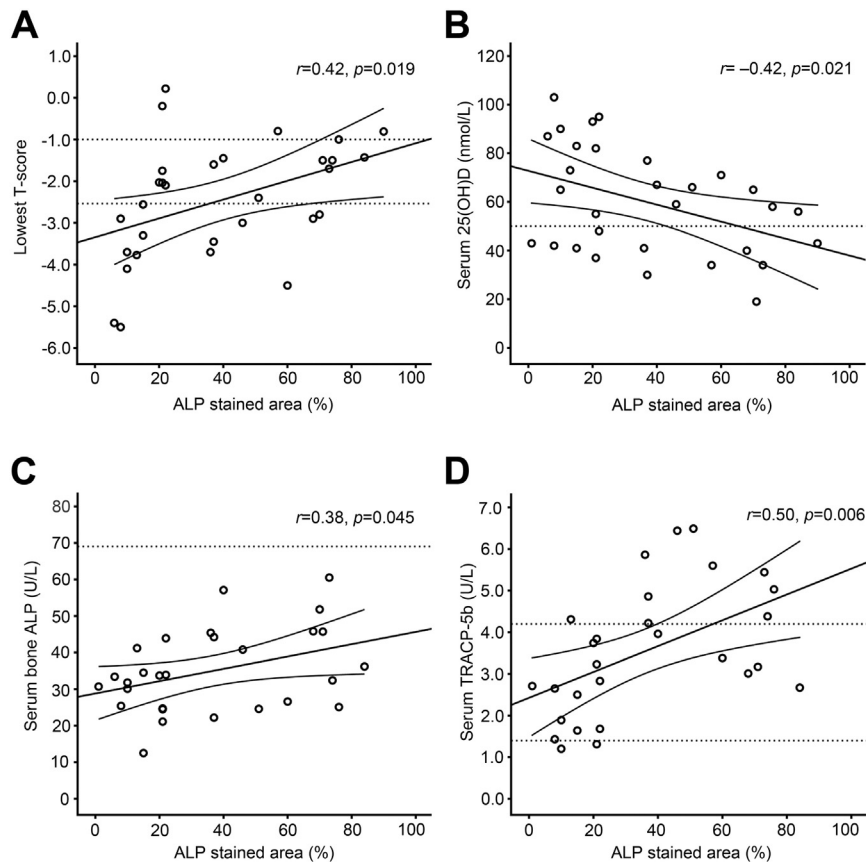 A
r=0.42, p=0.019
Lowest T-score
1.0
0.0
-1.0
-2.0
-3.0
-4.0
-5.0
-6.0
0 20 40 60 80 100
ALP stained area (%)
B
r= –0.42, p=0.021
Serum 25(OH)D (nmol/L)
120
100
80
60
40
20
0
0 20 40 60 80 100
ALP stained area (%)
C
r=0.38, p=0.045
Serum bone ALP (U/L)
80
70
60
50
40
30
20
10
0
0 20 40 60 80 100
ALP stained area (%)
D
r=0.50, p=0.006
Serum TRACP-5b (U/L)
7.0
6.0
5.0
4.0
3.0
2.0
1.0
0.0
0 20 40 60 80 100
ALP stained area (%)